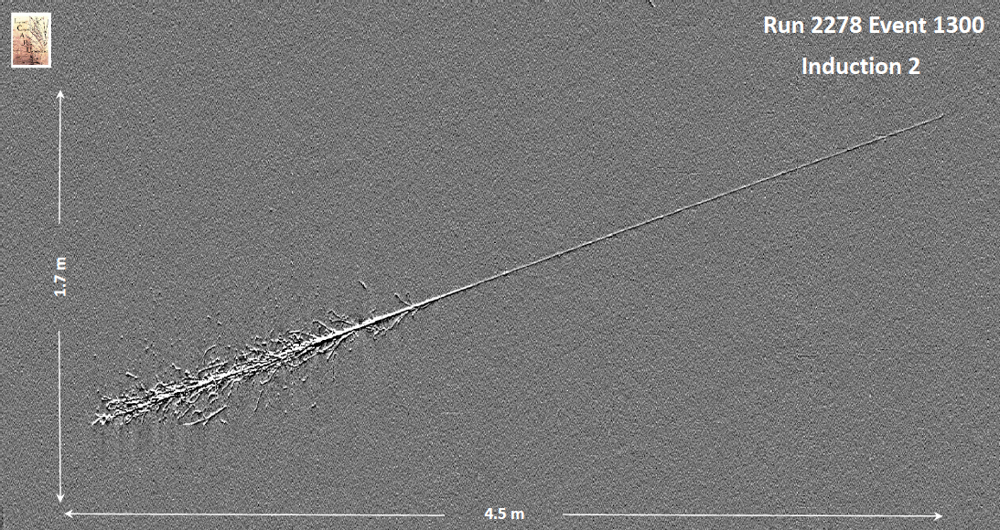 Run 2278 Event 1300
Induction 2
1.7 m
4.5 m